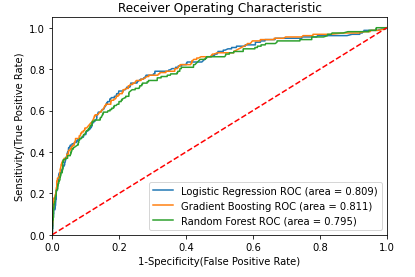 Receiver Operating Characteristic
Sensitivity(True Positive Rate)
1.0
0.8
0.6
0.4
0.2
0.0
Logistic Regression ROC (area = 0.809)
Gradient Boosting ROC (area = 0.811)
Random Forest ROC (area = 0.795)
0.0 0.2 0.4 0.6 0.8 1.0
1-Specificity(False Positive Rate)